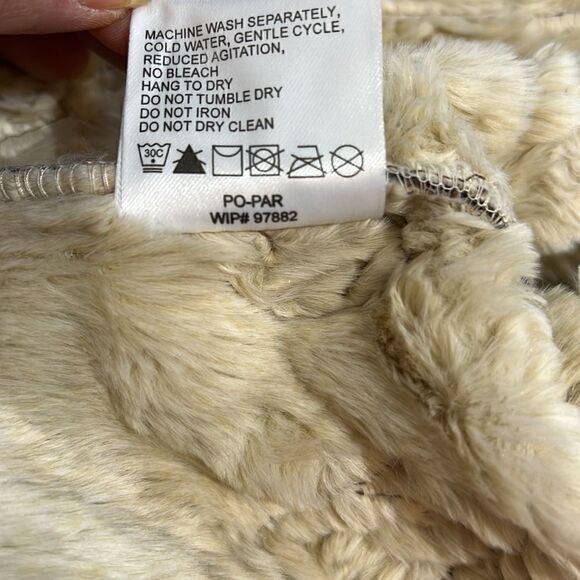 MACHINE WASH SEPARATELY,
COLD WATER, GENTLE CYCLE,
REDUCED AGITATION,
NO BLEACH
HANG TO DRY
DO NOT TUMBLE DRY
DO NOT IRON
DO NOT DRY CLEAN
30C
PO-PAR
WIP# 97882